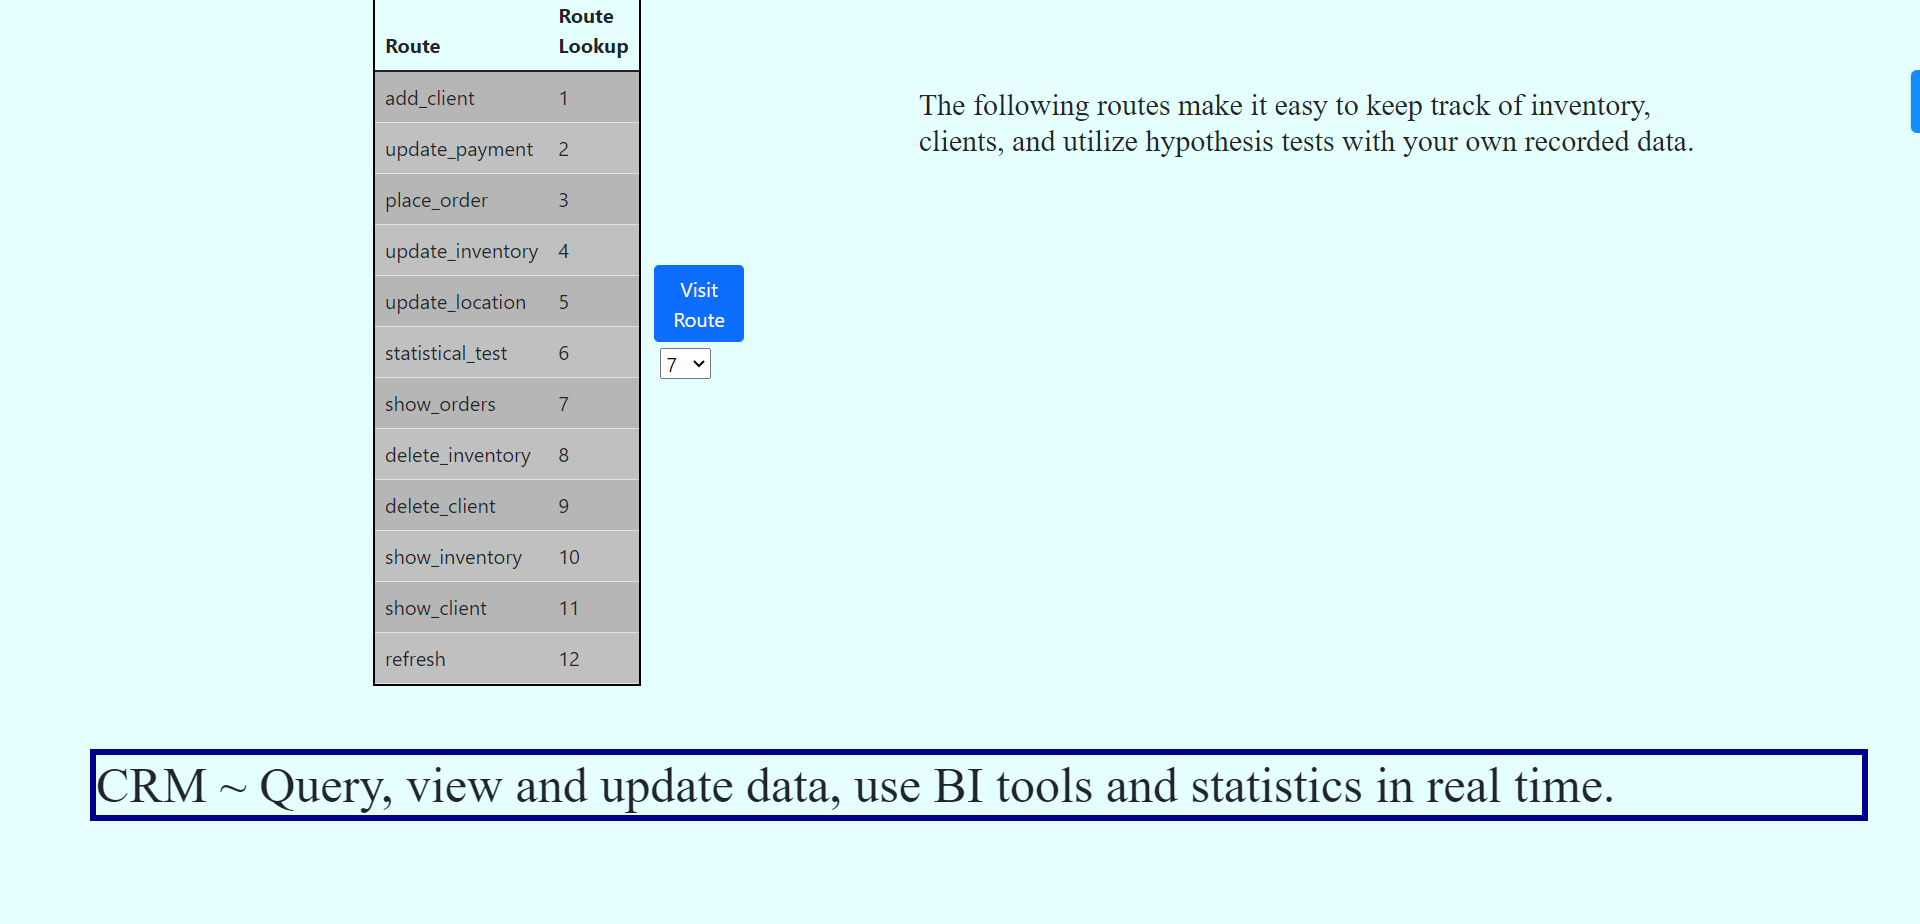 Route Route Lookup
add_client 1
update_payment 2
place_order 3
update_inventory 4
update_location 5
statistical_test 6
show_orders 7
delete_inventory 8
delete_client 9
show_inventory 10
show_client 11
refresh 12
Visit
Route
7
The following routes make it easy to keep track of inventory,
clients, and utilize hypothesis tests with your own recorded data.
CRM ~ Query, view and update data, use BI tools and statistics in real time.